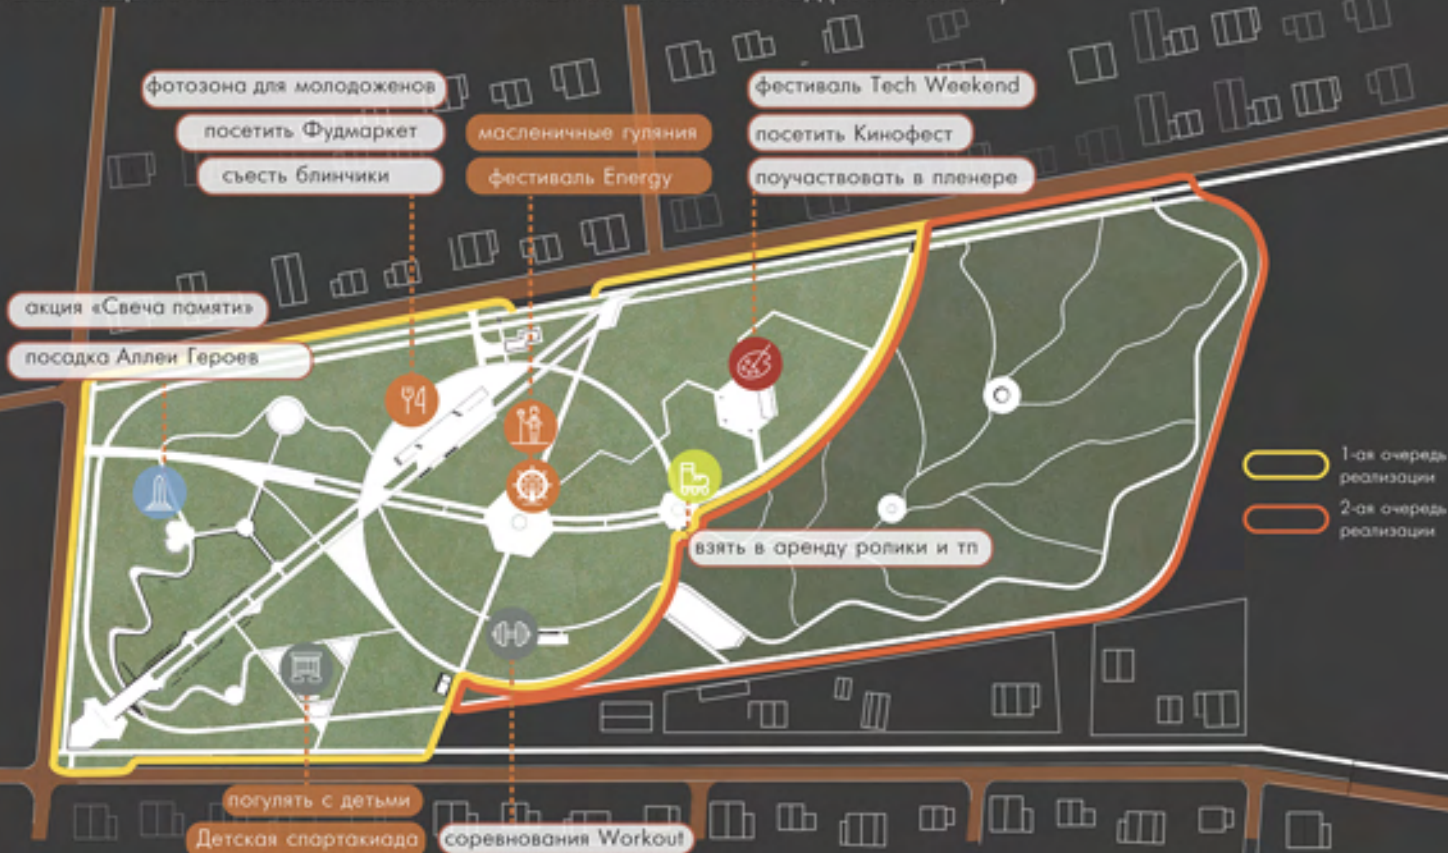 фотозона для молодоженов
посетить Фудмаркет
съесть блинчики
масленичные гуляния
фестиваль Energy
фестиваль Tech Weekend
посетить Кинофест
поучаствовать в пленере
акция «Свеча памяти»
посадка Аллеи Героев
взять в аренду ролики и тп
1-ая очередь
реализации
2-ая очередь
реализации
погулять с детьми
Детская спартакиада
соревнования Workout